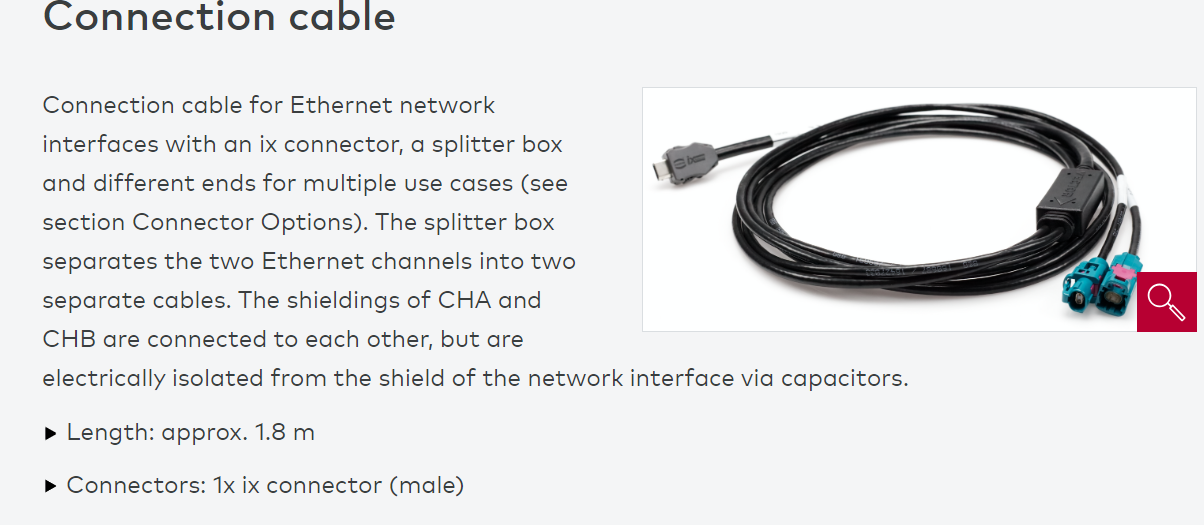 Connection cable
Connection cable for Ethernet network
interfaces with an ix connector, a splitter box
and different ends for multiple use cases (see
section Connector Options). The splitter box
separates the two Ethernet channels into two
separate cables. The shieldings of CHA and
CHB are connected to each other, but are
electrically isolated from the shield of the network interface via capacitors.
Length: approx. 1.8 m
Connectors: 1x ix connector (male)